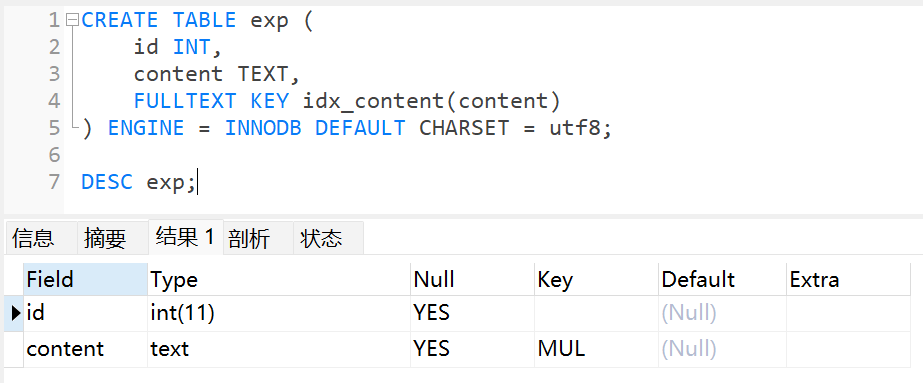 1 CREATE TABLE exp (
2     id INT,
3     content TEXT,
4     FULLTEXT KEY idx_content(content)
5 ) ENGINE = INNODB DEFAULT CHARSET = utf8;
6
7 DESC exp;
信息 摘要 结果 1 剖析 状态
Field Type Null Key Default Extra
id int(11) YES (Null)
content text YES MUL (Null)